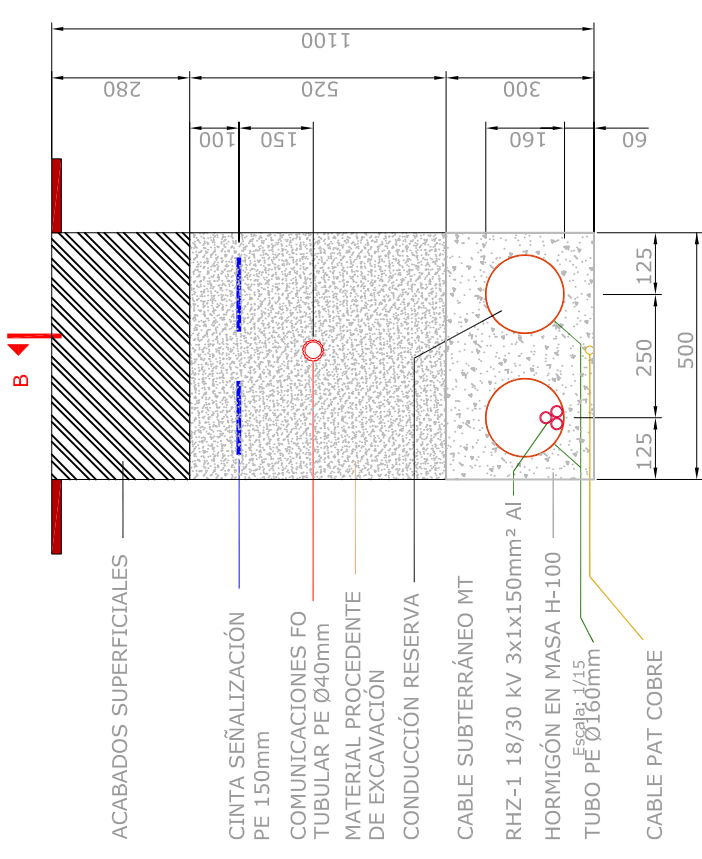 1100
280
520
300
100
150
160
60
B
125
250
125
500
ACABADOS SUPERFICIALES
CINTA SEÑALIZACIÓN
PE 150mm
COMUNICACIONES FO
TUBULAR PE Ø40mm
MATERIAL PROCEDENTE
DE EXCAVACIÓN
CONDUCCIÓN RESERVA
CABLE SUBTERRÁNEO MT
RHZ-1 18/30 kV 3x1x150mm² Al
HORMIGÓN EN MASA H-100
Escala: 1/15
TUBO PE Ø160mm
CABLE PAT COBRE